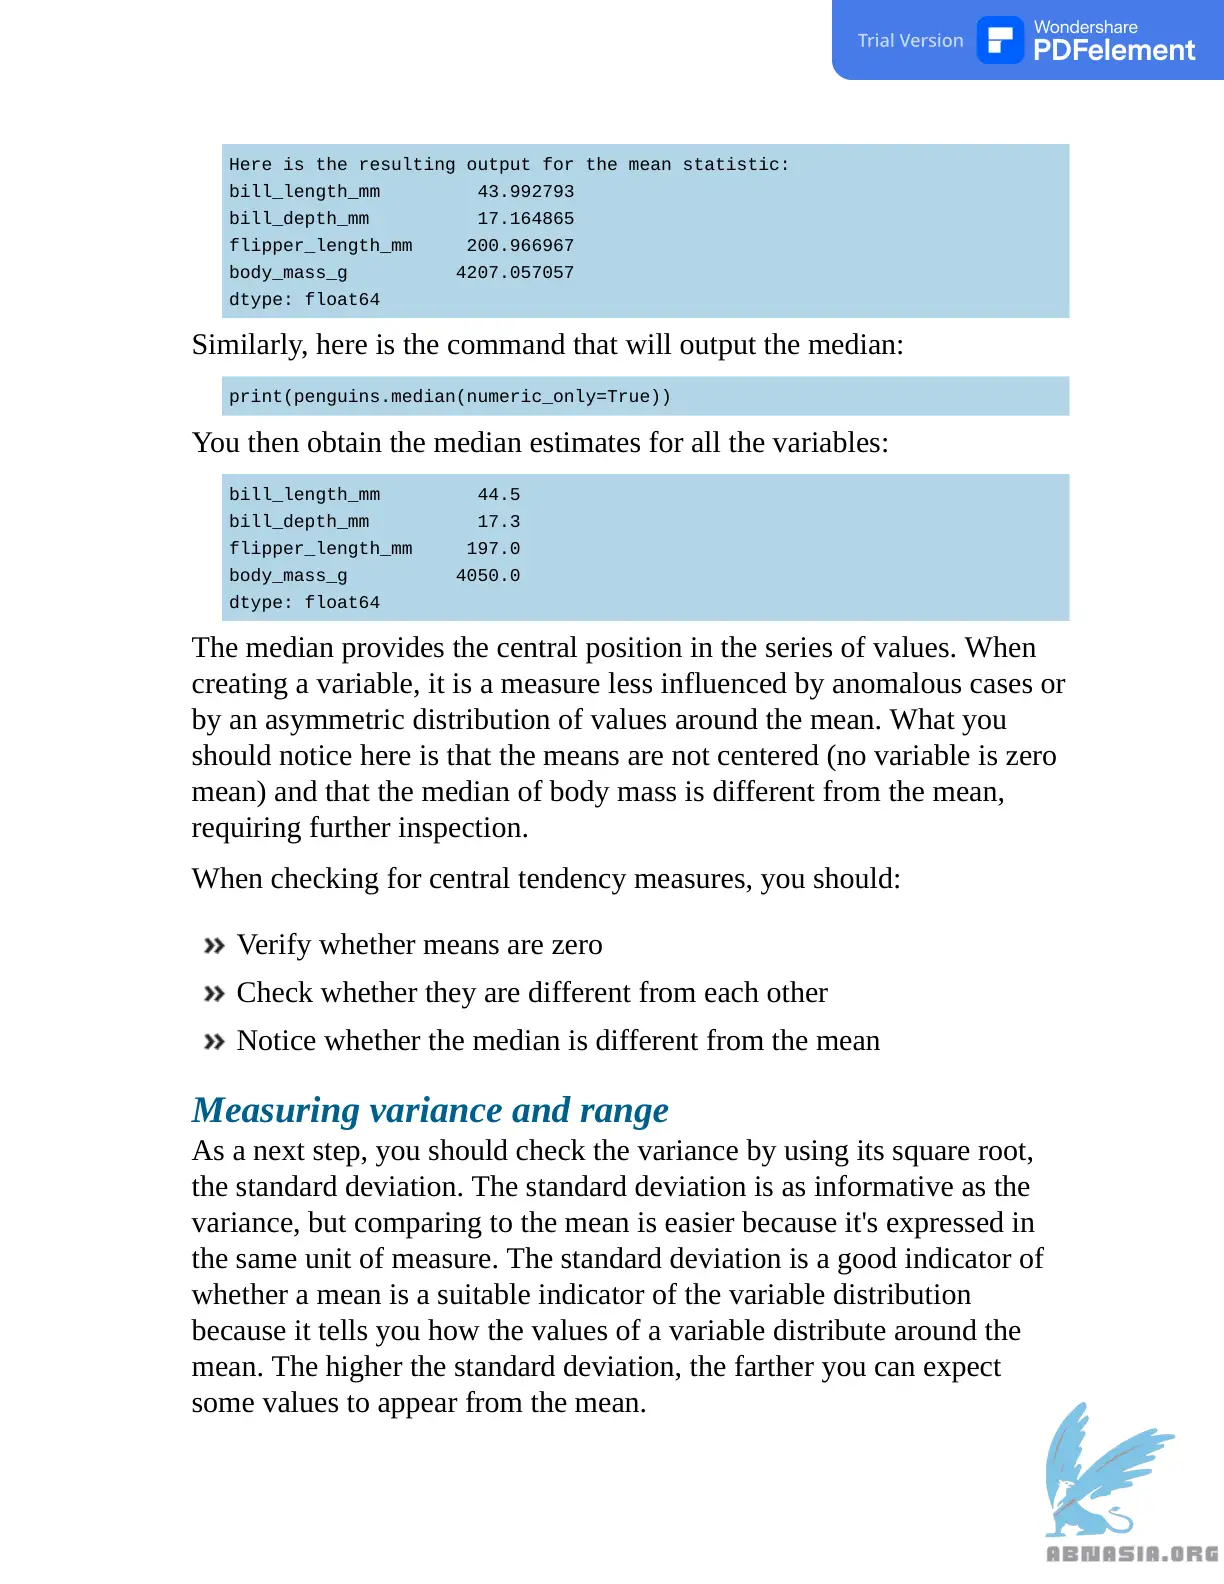 Trial Version
Wondershare
PDFelement
Here is the resulting output for the mean statistic:
bill_length_mm         43.992793
bill_depth_mm          17.164865
flipper_length_mm     200.966967
body_mass_g          4207.057057
dtype: float64
Similarly, here is the command that will output the median:
print(penguins.median(numeric_only=True))
You then obtain the median estimates for all the variables:
bill_length_mm         44.5
bill_depth_mm          17.3
flipper_length_mm     197.0
body_mass_g          4050.0
dtype: float64
The median provides the central position in the series of values. When
creating a variable, it is a measure less influenced by anomalous cases or
by an asymmetric distribution of values around the mean. What you
should notice here is that the means are not centered (no variable is zero
mean) and that the median of body mass is different from the mean,
requiring further inspection.
When checking for central tendency measures, you should:
» Verify whether means are zero
» Check whether they are different from each other
» Notice whether the median is different from the mean
Measuring variance and range
As a next step, you should check the variance by using its square root,
the standard deviation. The standard deviation is as informative as the
variance, but comparing to the mean is easier because it's expressed in
the same unit of measure. The standard deviation is a good indicator of
whether a mean is a suitable indicator of the variable distribution
because it tells you how the values of a variable distribute around the
mean. The higher the standard deviation, the farther you can expect
some values to appear from the mean.
ABNASIA.ORG